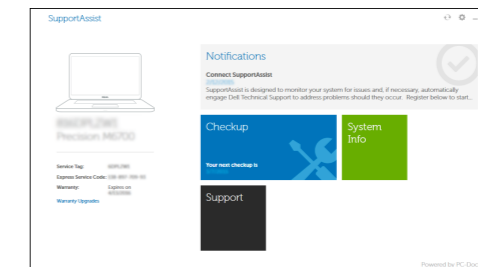 SupportAssist
Notifications
Connect SupportAssist
SupportAssist is designed to monitor your system for issues and, if necessary, automatically
engage Dell Technical Support to address problems should they occur. Register below to start..
Precision M6700
Checkup
System
Info
Your next checkup is
Service Tag:
Express Service Code:
Warranty: Expires on
Warranty Upgrades
Support
Powered by PC-Doc